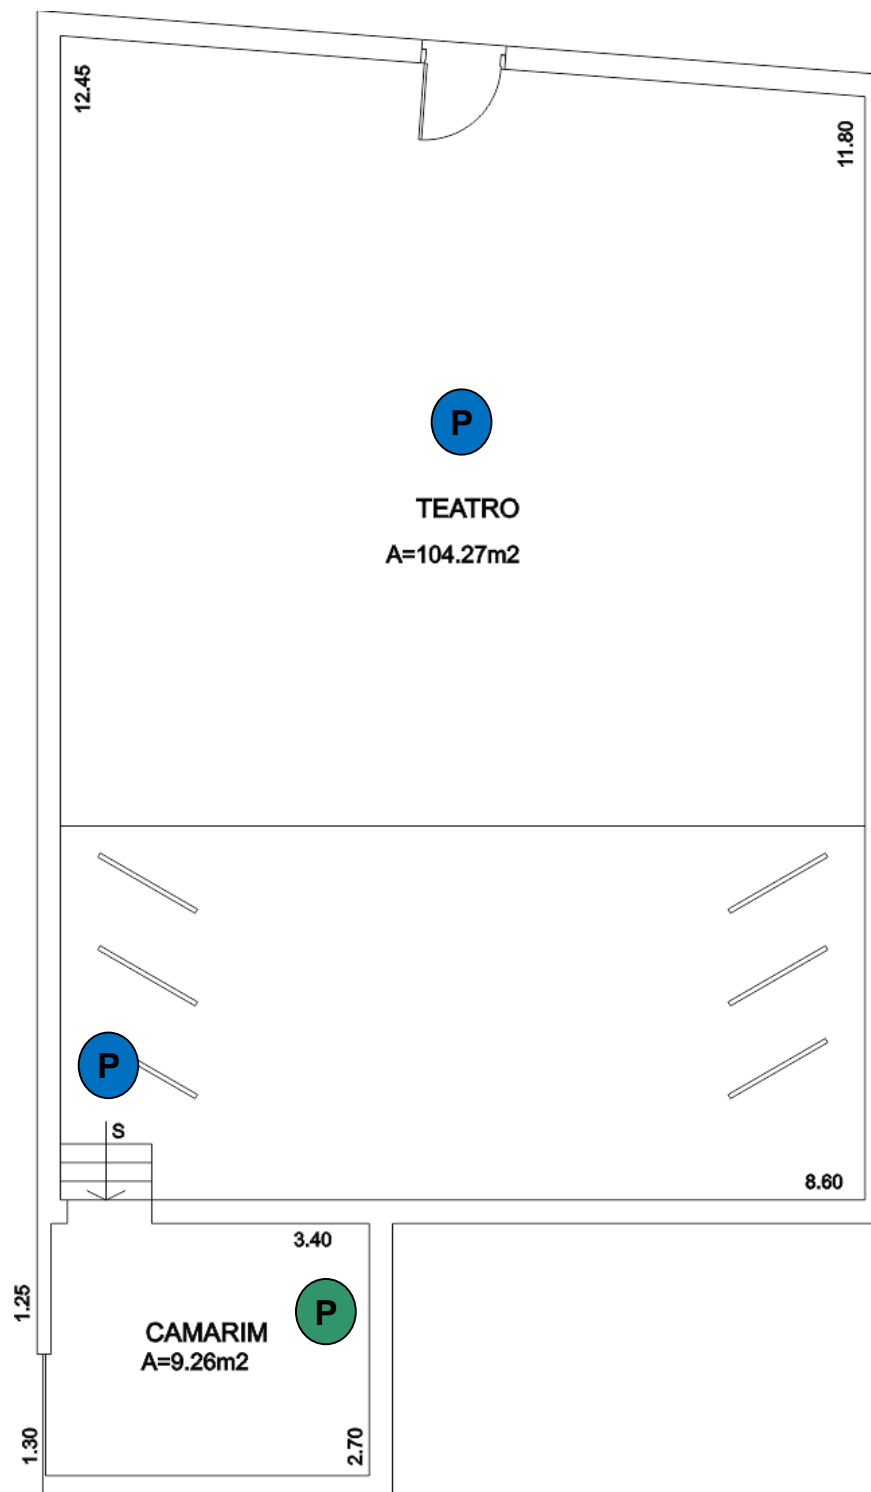 12.45
11.80
P
TEATRO
A=104.27m2
P
S
8.60
3.40
1.25
P
CAMARIM
A=9.26m2
1.30
2.70